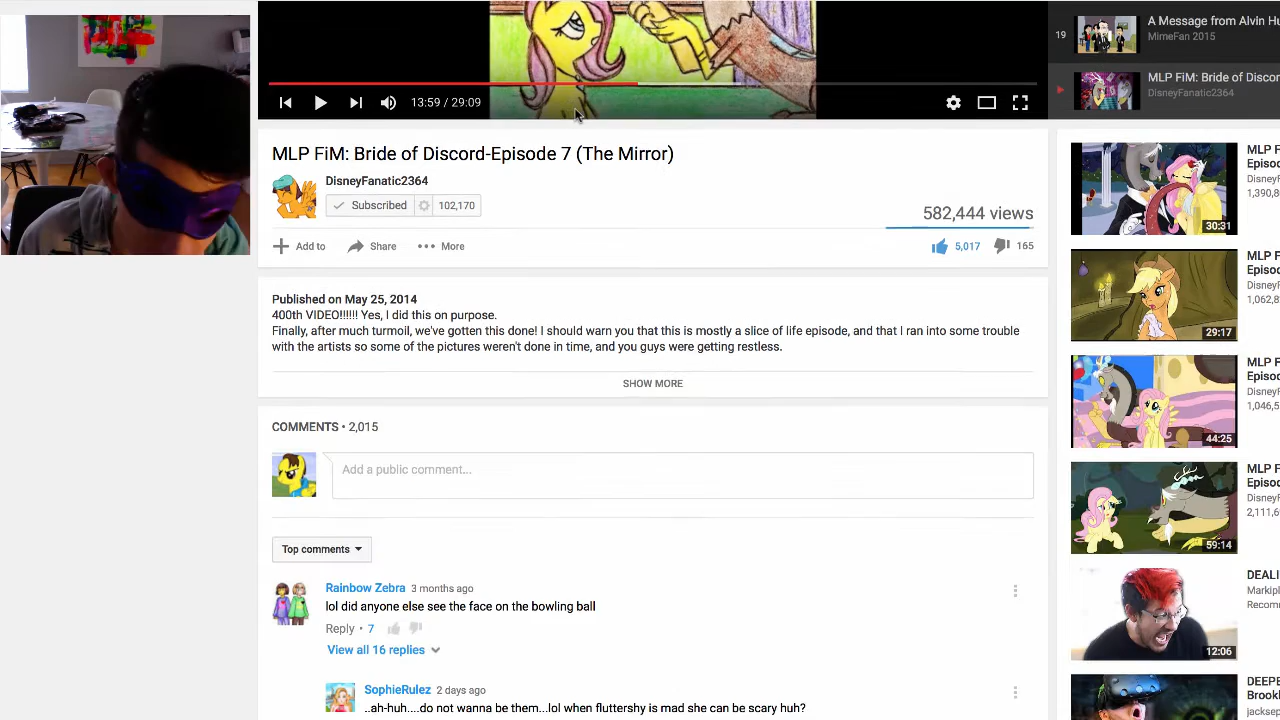 13:59 / 29:09
19
A Message from Alvin Hu
MimeFan 2015
MLP FiM: Bride of Discor
DisneyFanatic2364
MLP FiM: Bride of Discord-Episode 7 (The Mirror)
DisneyFanatic2364
Subscribed
102,170
582,444 views
Add to
Share
More
5,017
165
Published on May 25, 2014
400th VIDEO!!!!!! Yes, I did this on purpose.
Finally, after much turmoil, we've gotten this done! I should warn you that this is mostly a slice of life episode, and that I ran into some trouble
with the artists so some of the pictures weren't done in time, and you guys were getting restless.
SHOW MORE
COMMENTS • 2,015
Add a public comment...
Top comments
Rainbow Zebra 3 months ago
lol did anyone else see the face on the bowling ball
Reply • 7
View all 16 replies
SophieRulez 2 days ago
..ah-huh....do not wanna be them...lol when fluttershy is mad she can be scary huh?
MLP F
Episod
DisneyF
1,390,8
30:31
MLP F
Episod
DisneyF
1,062,8
29:17
MLP F
Episod
DisneyF
1,046,5
44:25
MLP F
Episod
DisneyF
2,111,6
59:14
DEALI
Markipl
Recom
12:06
DEEPE
Brookl
jacksep